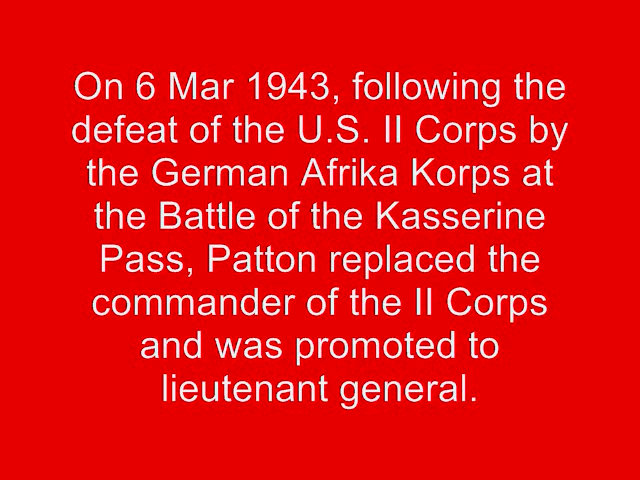 On 6 Mar 1943, following the
defeat of the U.S. II Corps by
the German Afrika Korps at
the Battle of the Kasserine
Pass, Patton replaced the
commander of the II Corps
and was promoted to
lieutenant general.